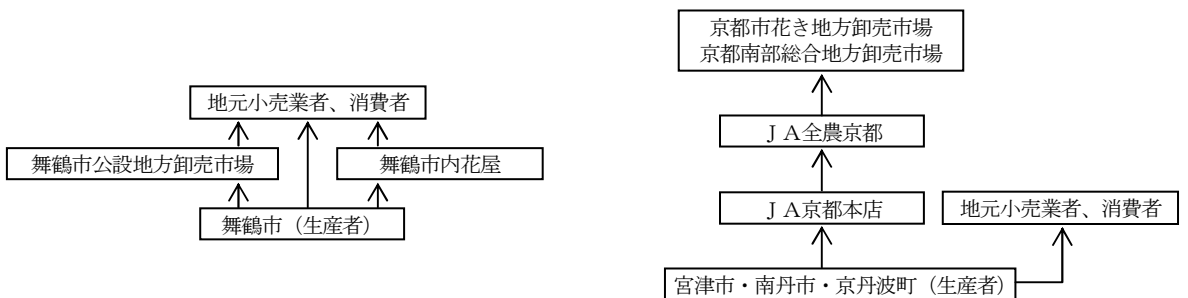 地元小売業者、消費者
舞鶴市公設地方卸売市場
舞鶴市内花屋
舞鶴市（生産者）
京都市花き地方卸売市場
京都南部総合地方卸売市場
ＪＡ全農京都
ＪＡ京都本店
地元小売業者、消費者
宮津市・南丹市・京丹波町（生産者）